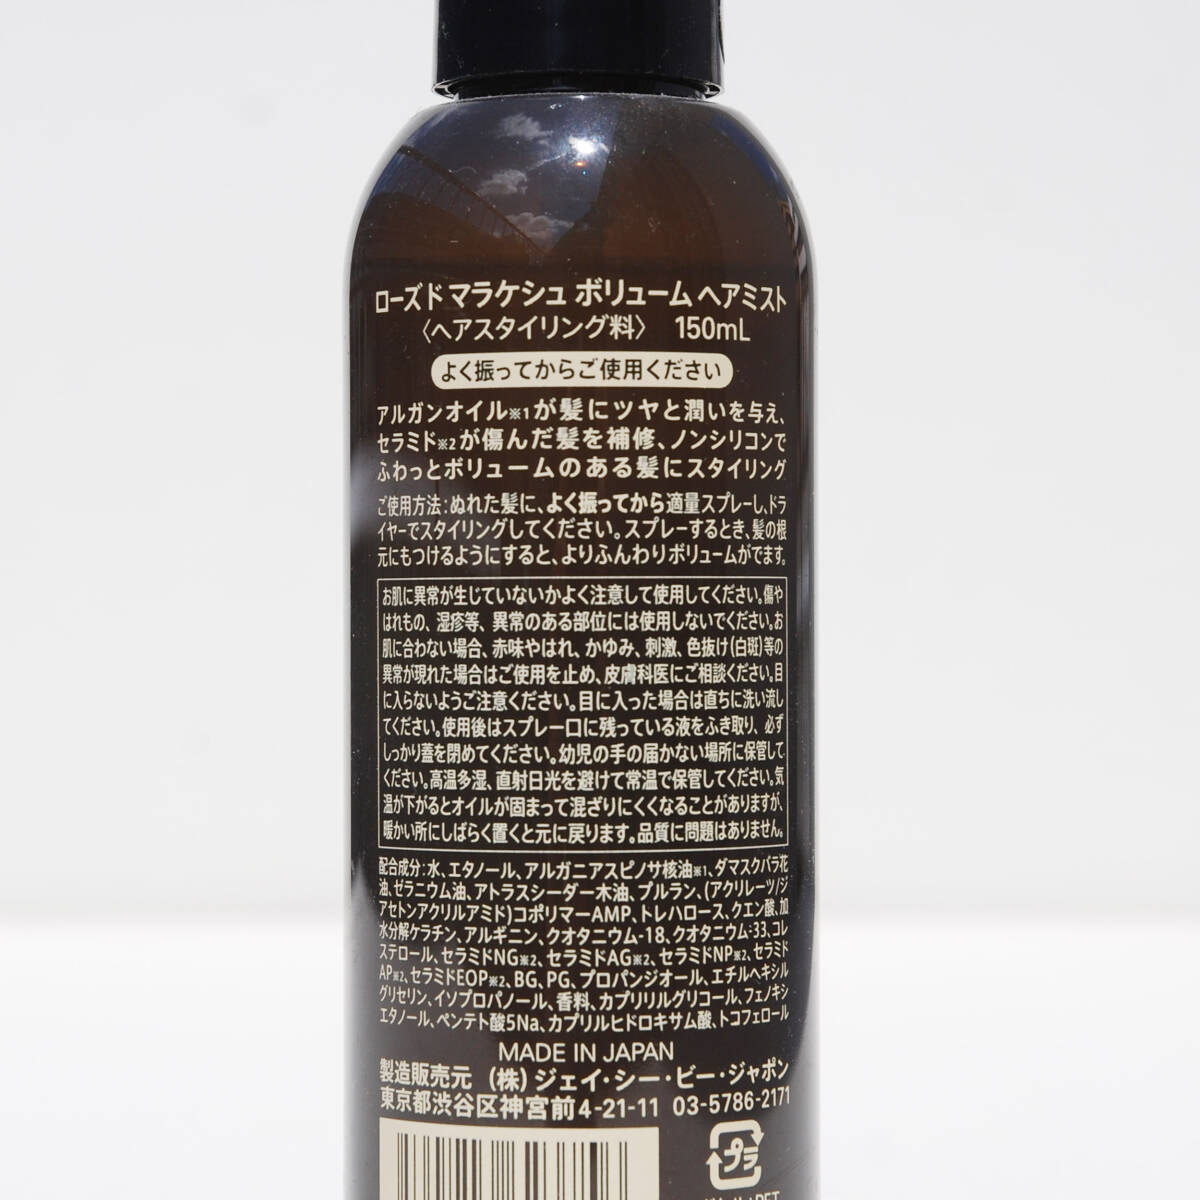 ローズド マラケシュ ボリューム ヘアミスト
〈ヘアスタイリング料〉 150mL
よく振ってからご使用ください
アルガンオイル※1が髪にツヤと潤いを与え、
セラミド※2が傷んだ髪を補修、ノンシリコンで
ふわっとボリュームのある髪にスタイリング
ご使用方法:ぬれた髪に、よく振ってから適量スプレーし、ドラ
イヤーでスタイリングしてください。スプレーするとき、髪の根
元にもつけるようにすると、よりふんわりボリュームがでます。
お肌に異常が生じていないかよく注意して使用してください。傷や
はれもの、湿疹等、異常のある部位には使用しないでください。お
肌に合わない場合、赤味やはれ、かゆみ、刺激、色抜け(白斑)等の
異常が現れた場合はご使用を止め、皮膚科医にご相談ください。目
に入らないようご注意ください。目に入った場合は直ちに洗い流し
てください。使用後はスプレー口に残っている液をふき取り、必ず
しっかり蓋を閉めてください。幼児の手の届かない場所に保管して
ください。高温多湿、直射日光を避けて常温で保管してください。気
温が下がるとオイルが固まって混ざりにくくなることがありますが、
暖かい所にしばらく置くと元に戻ります。品質に問題はありません。
配合成分:水、エタノール、アルガニアスピノサ核油※1、ダマスクバラ花
油、ゼラニウム油、アトラスシーダー木油、プルラン、(アクリレーツ/ジ
アセトンアクリルアミド)コポリマーAMP、トレハロース、クエン酸、加
水分解ケラチン、アルギニン、クオタニウム-18、クオタニウム-33、コレ
ステロール、セラミドNG※2、セラミドAG※2、セラミドNP※2、セラミド
AP※2、セラミドEOP※2、BG、PG、プロパンジオール、エチルヘキシル
グリセリン、イソプロパノール、香料、カプリリルグリコール、フェノキシ
エタノール、ペンテト酸5Na、カプリルヒドロキサム酸、トコフェロール
MADE IN JAPAN
製造販売元 (株)ジェイ・シー・ビー・ジャポン
東京都渋谷区神宮前4-21-11 03-5786-2171
プラ